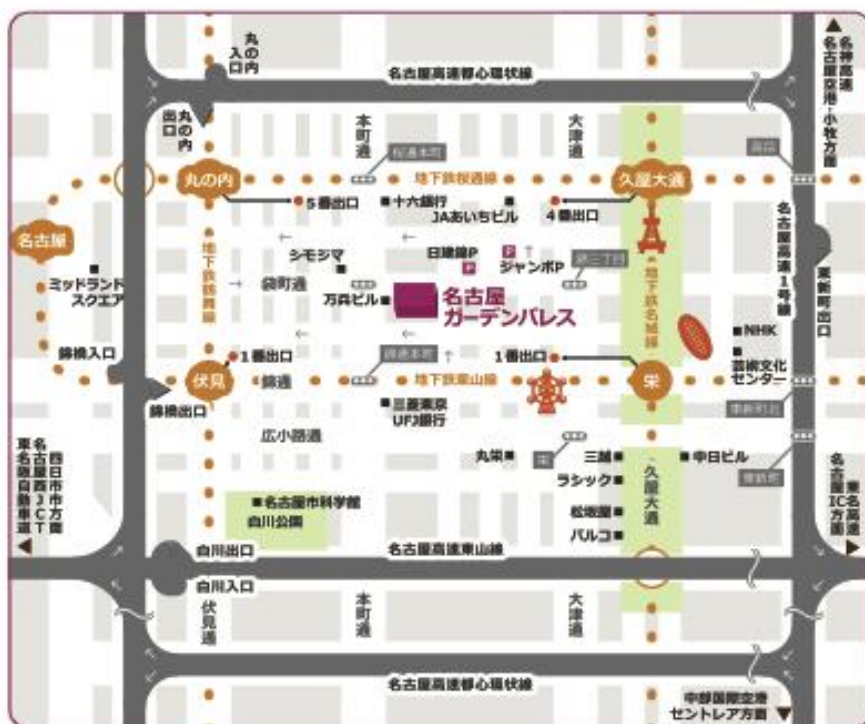 丸の内
入口
名古屋高速都心環状線
名神高速
名古屋空港・小牧方面
丸の内
出口
本町通
大津通
桜通本町
高岳
丸の内
地下鉄桜通線
久屋大通
5番出口
十六銀行
JAあいちビル
4番出口
名古屋
地下鉄鶴舞線
シモジマ
日建錦P
ジャンボP
錦三丁目
地下鉄名城線
名古屋高速1号線
東新町出口
ミッドランド
スクエア
袋町通
万兵ビル
名古屋
ガーデンパレス
NHK
錦橋入口
1番出口
錦通本町
1番出口
芸術文化
センター
伏見
錦通
地下鉄東山線
栄
錦橋出口
三菱東京
UFJ銀行
東新町北
広小路通
丸栄
栄
三越
中日ビル
ラシック
久屋大通
東新町
四日市市方面
名古屋西JCT
東名阪自動車道
名古屋市科学館
白川公園
松坂屋
パルコ
東名高速
名古屋IC方面
白川出口
名古屋高速東山線
白川入口
伏見通
本町通
大津通
名古屋高速都心環状線
中部国際空港
セントレア方面